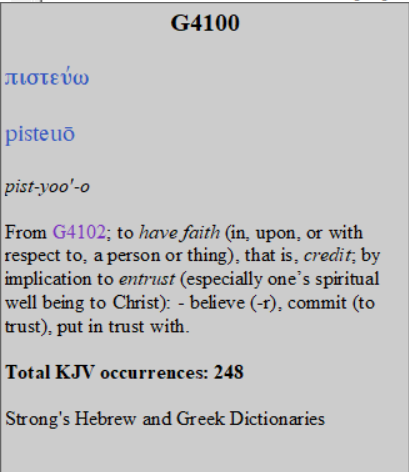 G4100
πιστεύω
pisteuō
pist-yoo'-o
From G4102; to have faith (in, upon, or with
respect to, a person or thing), that is, credit; by
implication to entrust (especially one's spiritual
well being to Christ): - believe (-r), commit (to
trust), put in trust with.
Total KJV occurrences: 248
Strong's Hebrew and Greek Dictionaries